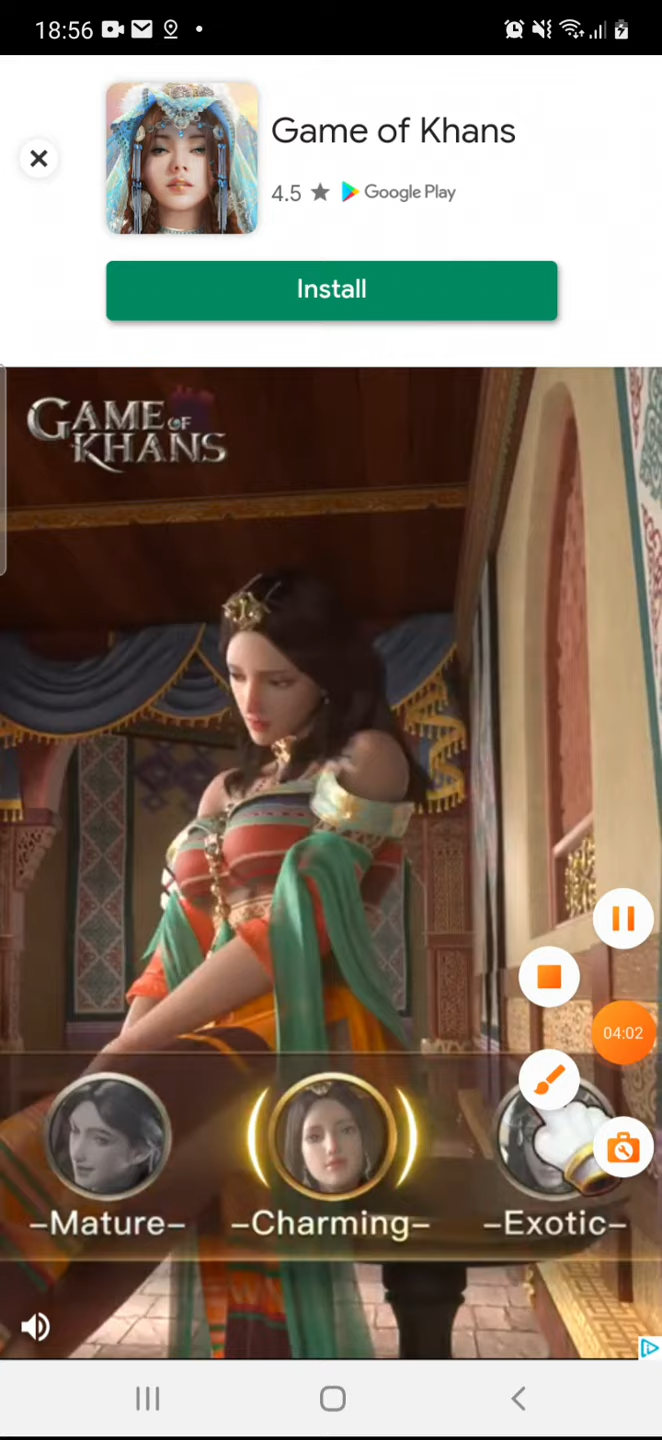 18:56
Game of Khans
4.5 ★ Google Play
Install
GAME OF
KHANS
04:02
–Mature– –Charming– –Exotic–